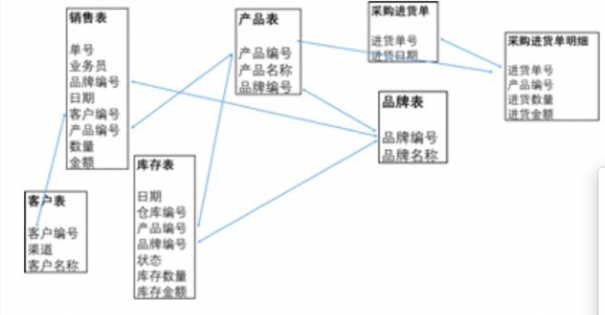 销售表
单号
业务员
品牌编号
日期
客户编号
产品编号
数量
金额
产品表
产品编号
产品名称
品牌编号
采购进货单
进货单号
进货日期
采购进货单明细
进货单号
产品编号
进货数量
进货金额
品牌表
品牌编号
品牌名称
库存表
日期
仓库编号
产品编号
品牌编号
状态
库存数量
库存金额
客户表
客户编号
渠道
客户名称